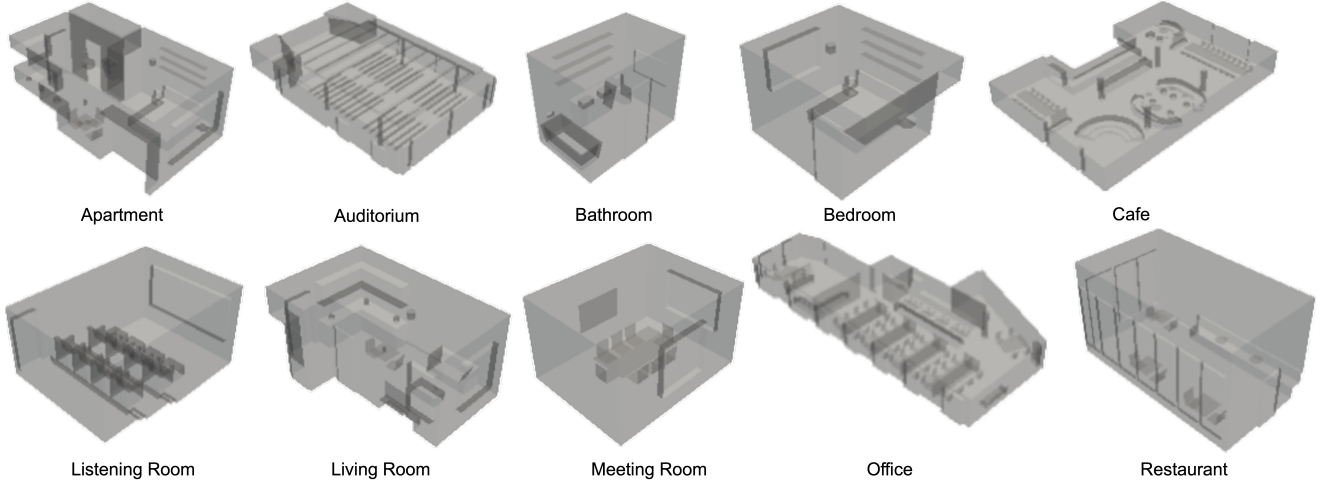 Apartment
Auditorium
Bathroom
Bedroom
Cafe
Listening Room
Living Room
Meeting Room
Office
Restaurant